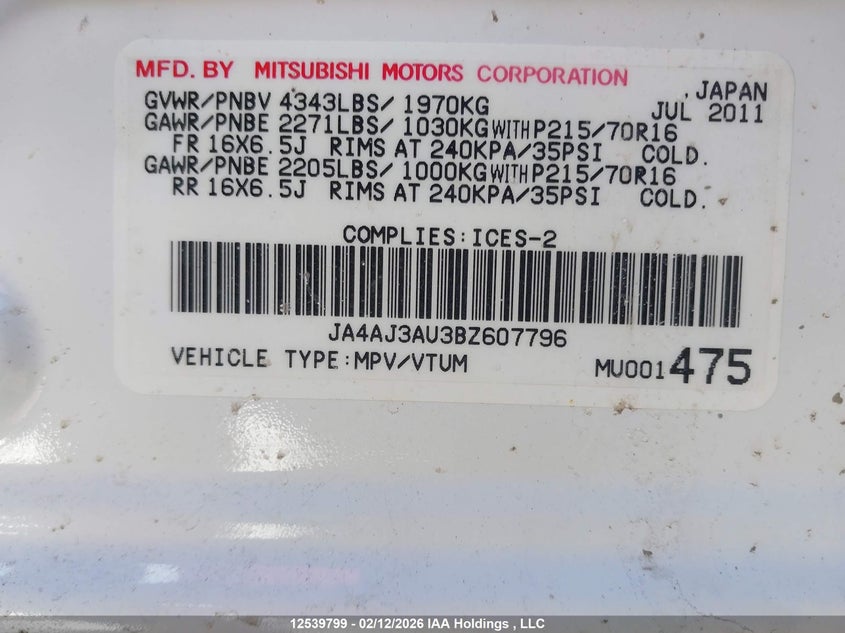 MFD. BY MITSUBISHI MOTORS CORPORATION
JAPAN
GVWR/PNBV 4343LBS/ 1970KG JUL 2011
GAWR/PNBE 2271LBS/ 1030KG WITH P215/70R16
FR 16X6.5J RIMS AT 240KPA/35PSI COLD.
GAWR/PNBE 2205LBS/ 1000KG WITH P215/70R16
RR 16X6.5J RIMS AT 240KPA/35PSI COLD.
COMPLIES:ICES-2
JA4AJ3AU3BZ607796
VEHICLE TYPE:MPV/VTUM MU001475
12539799 - 02/12/2026 IAA Holdings , LLC